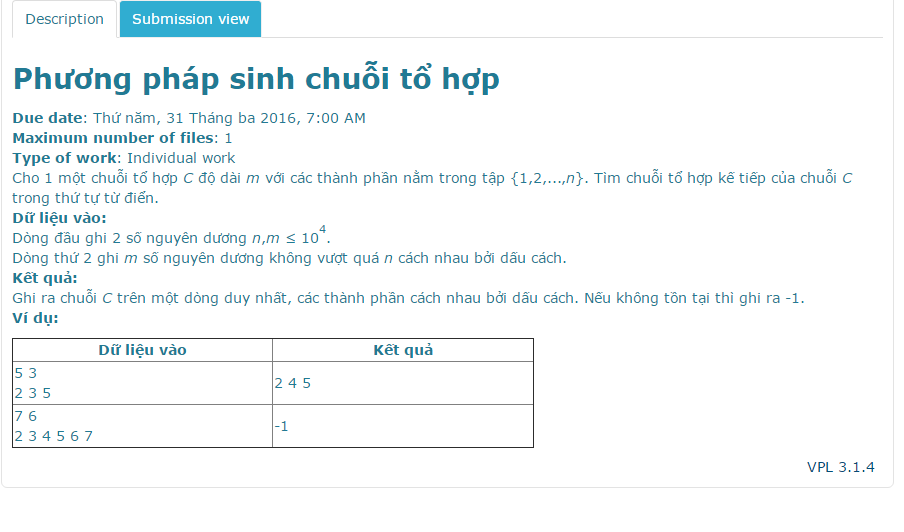 Description
Submission view
Phương pháp sinh chuỗi tổ hợp
Due date: Thứ năm, 31 Tháng ba 2016, 7:00 AM
Maximum number of files: 1
Type of work: Individual work
Cho 1 một chuỗi tổ hợp C độ dài m với các thành phần nằm trong tập {1,2,...,n}. Tìm chuỗi tổ hợp kế tiếp của chuỗi C
trong thứ tự từ điển.
Dữ liệu vào:
Dòng đầu ghi 2 số nguyên dương n,m ≤ 10⁴.
Dòng thứ 2 ghi m số nguyên dương không vượt quá n cách nhau bởi dấu cách.
Kết quả:
Ghi ra chuỗi C trên một dòng duy nhất, các thành phần cách nhau bởi dấu cách. Nếu không tồn tại thì ghi ra -1.
Ví dụ:
Dữ liệu vào
Kết quả
5 3
2 3 5
2 4 5
7 6
2 3 4 5 6 7
-1
VPL 3.1.4